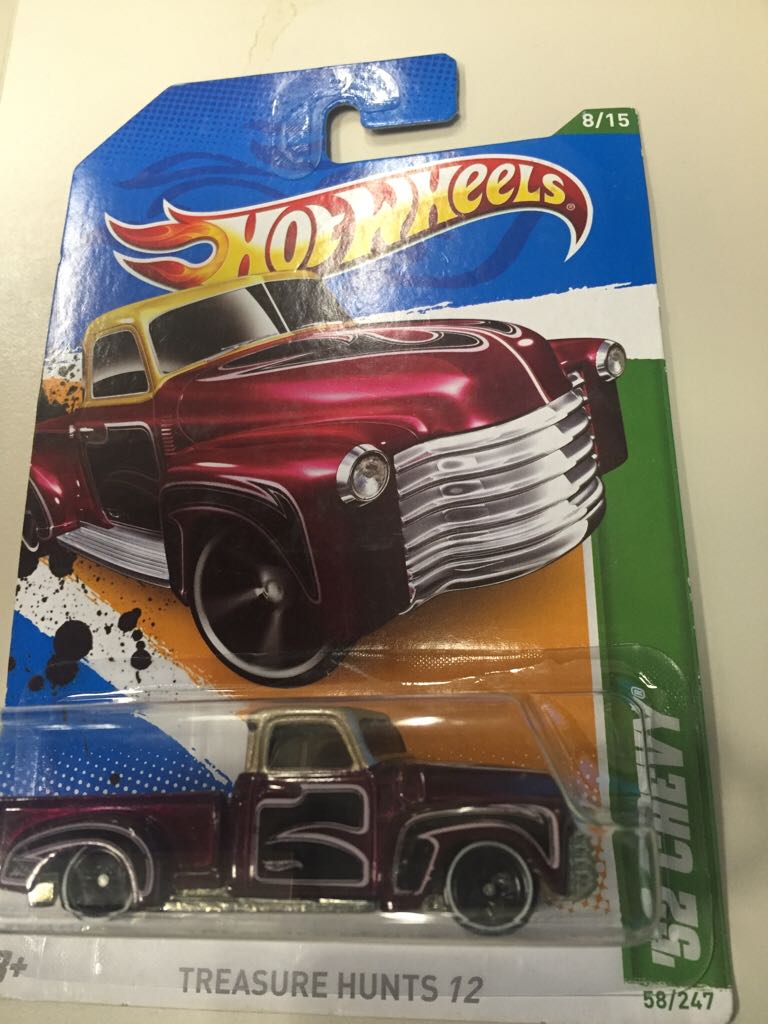 8/15
HOT WHEELS®
'52 CHEVY®
TREASURE HUNTS 12
58/247